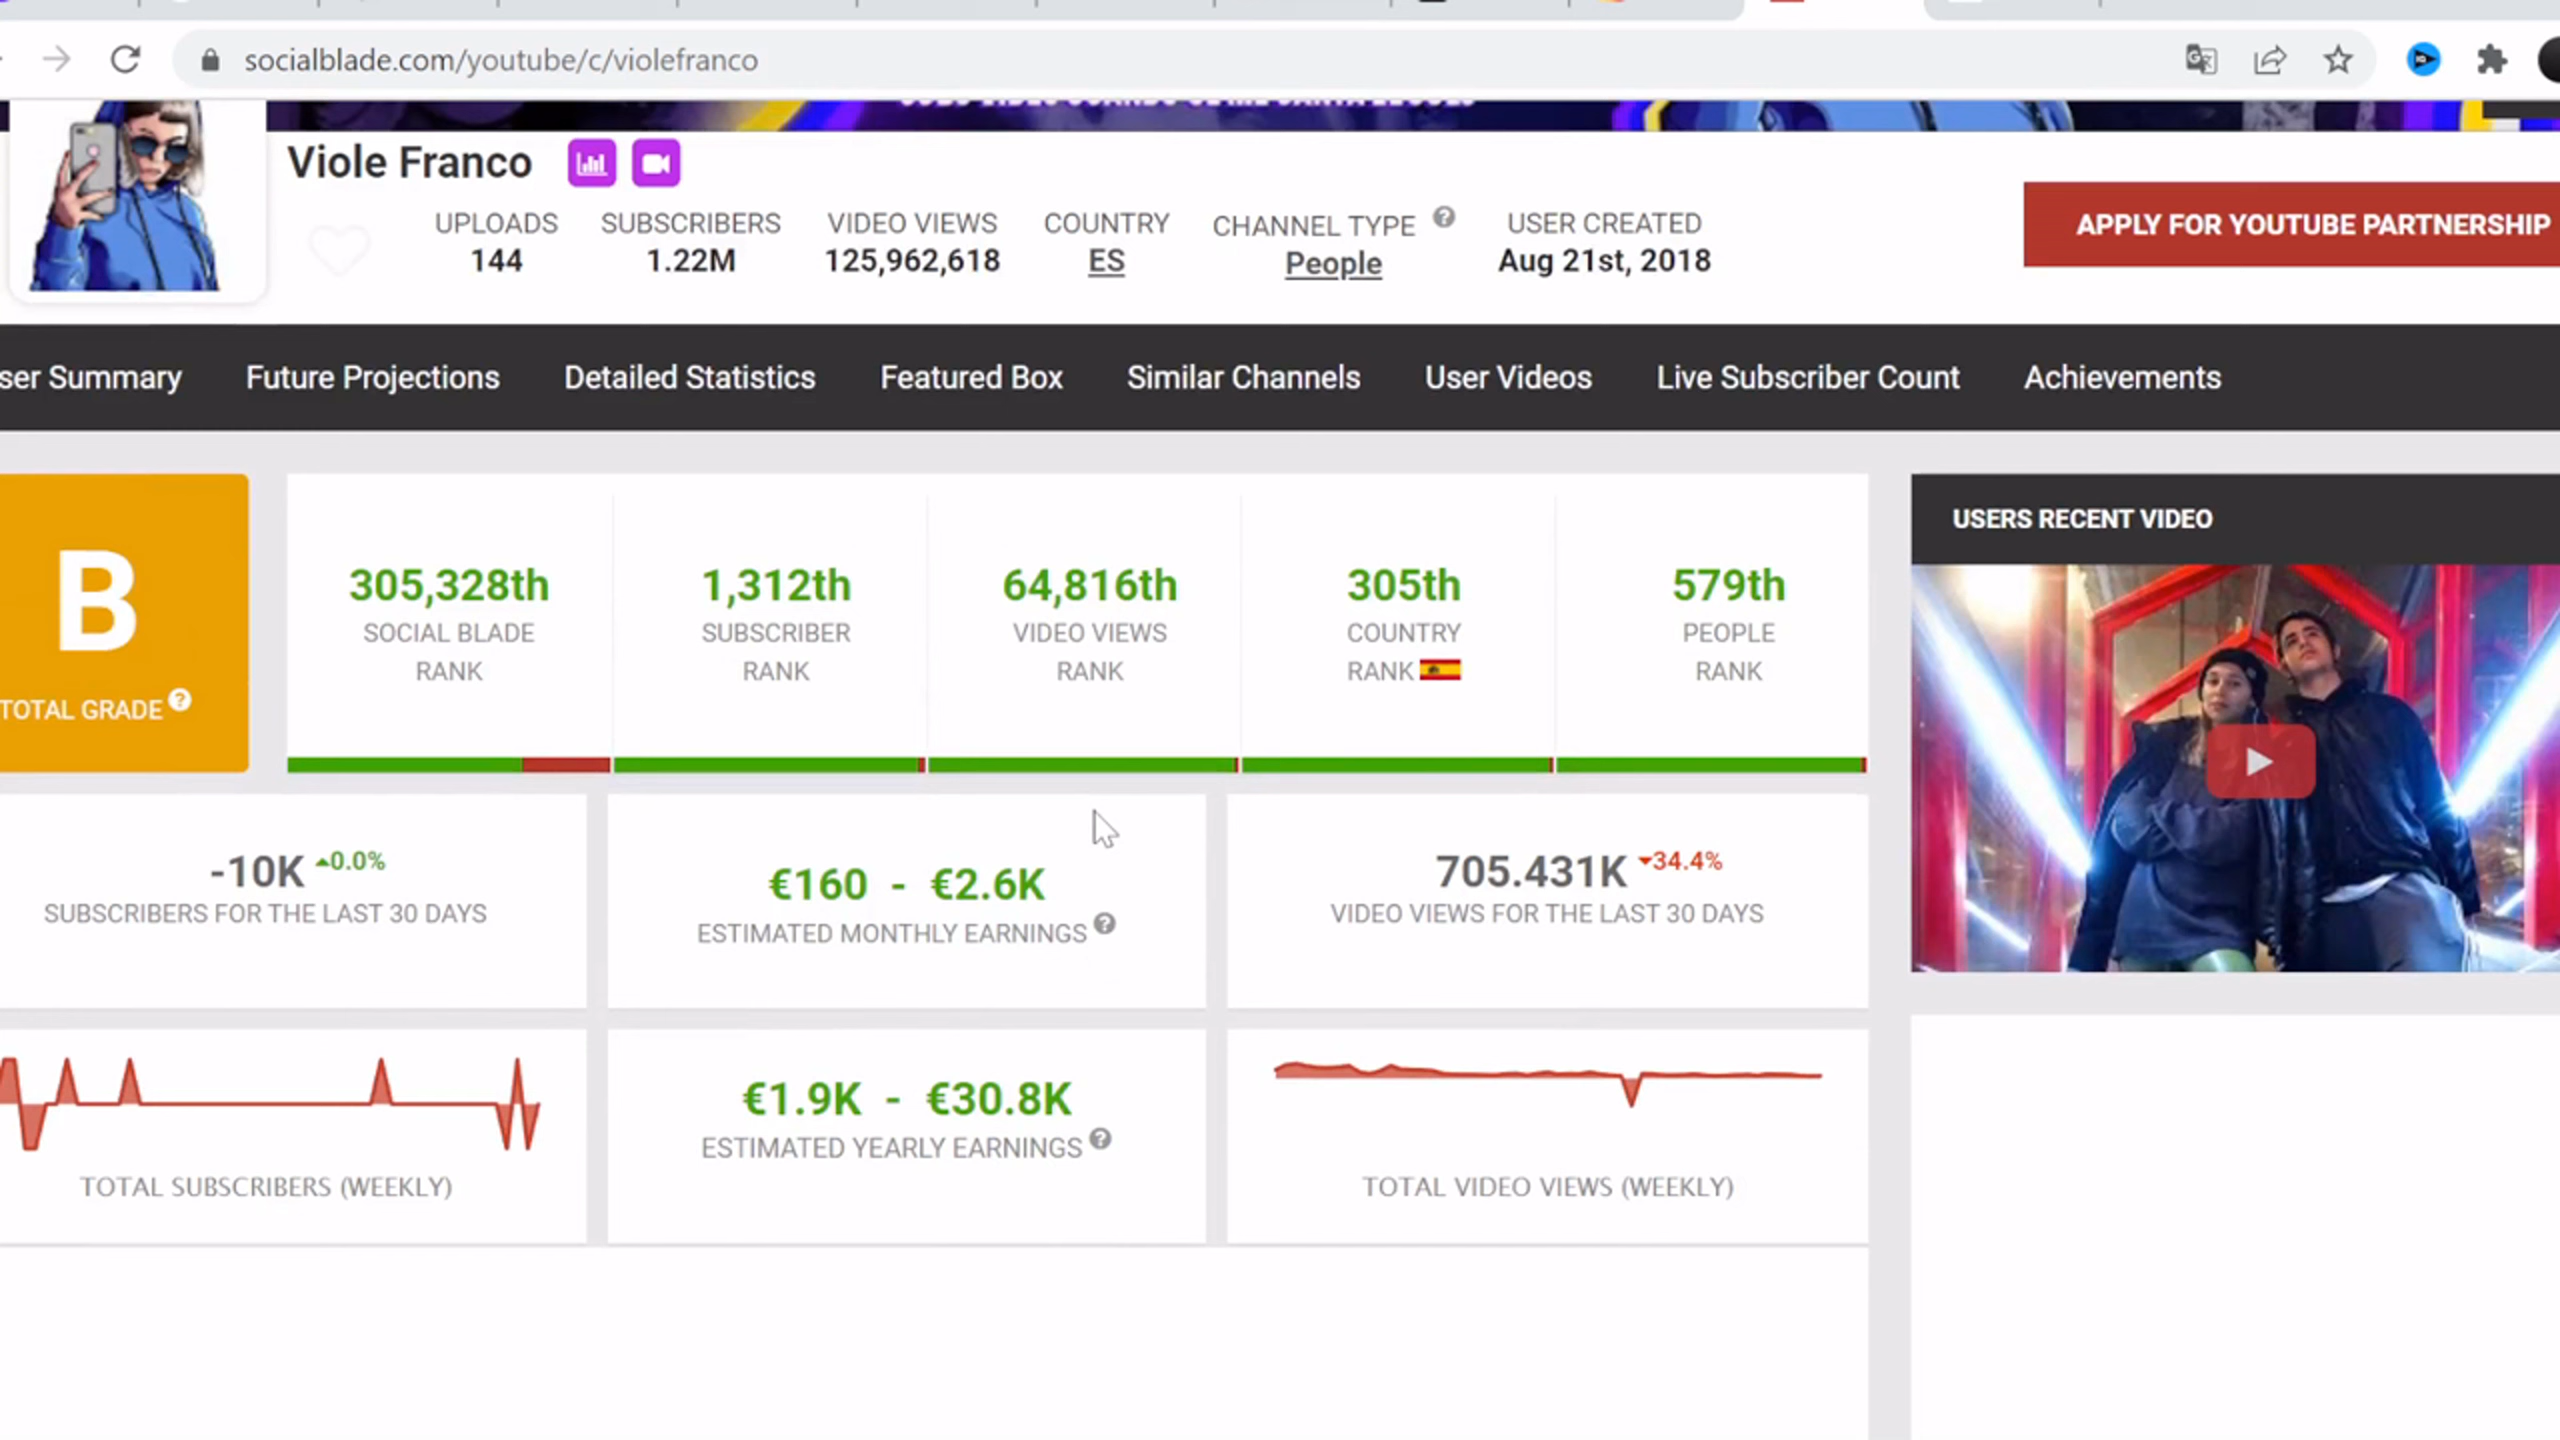 socialblade.com/youtube/c/violefranco
Viole Franco
UPLOADS SUBSCRIBERS VIDEO VIEWS COUNTRY CHANNEL TYPE USER CREATED
144 1.22M 125,962,618 ES People Aug 21st, 2018
APPLY FOR YOUTUBE PARTNERSHIP
ser Summary Future Projections Detailed Statistics Featured Box Similar Channels User Videos Live Subscriber Count Achievements
B
TOTAL GRADE
305,328th
SOCIAL BLADE
RANK
1,312th
SUBSCRIBER
RANK
64,816th
VIDEO VIEWS
RANK
305th
COUNTRY
RANK
579th
PEOPLE
RANK
USERS RECENT VIDEO
-10K 0.0%
SUBSCRIBERS FOR THE LAST 30 DAYS
€160 - €2.6K
ESTIMATED MONTHLY EARNINGS
705.431K 34.4%
VIDEO VIEWS FOR THE LAST 30 DAYS
TOTAL SUBSCRIBERS (WEEKLY)
€1.9K - €30.8K
ESTIMATED YEARLY EARNINGS
TOTAL VIDEO VIEWS (WEEKLY)